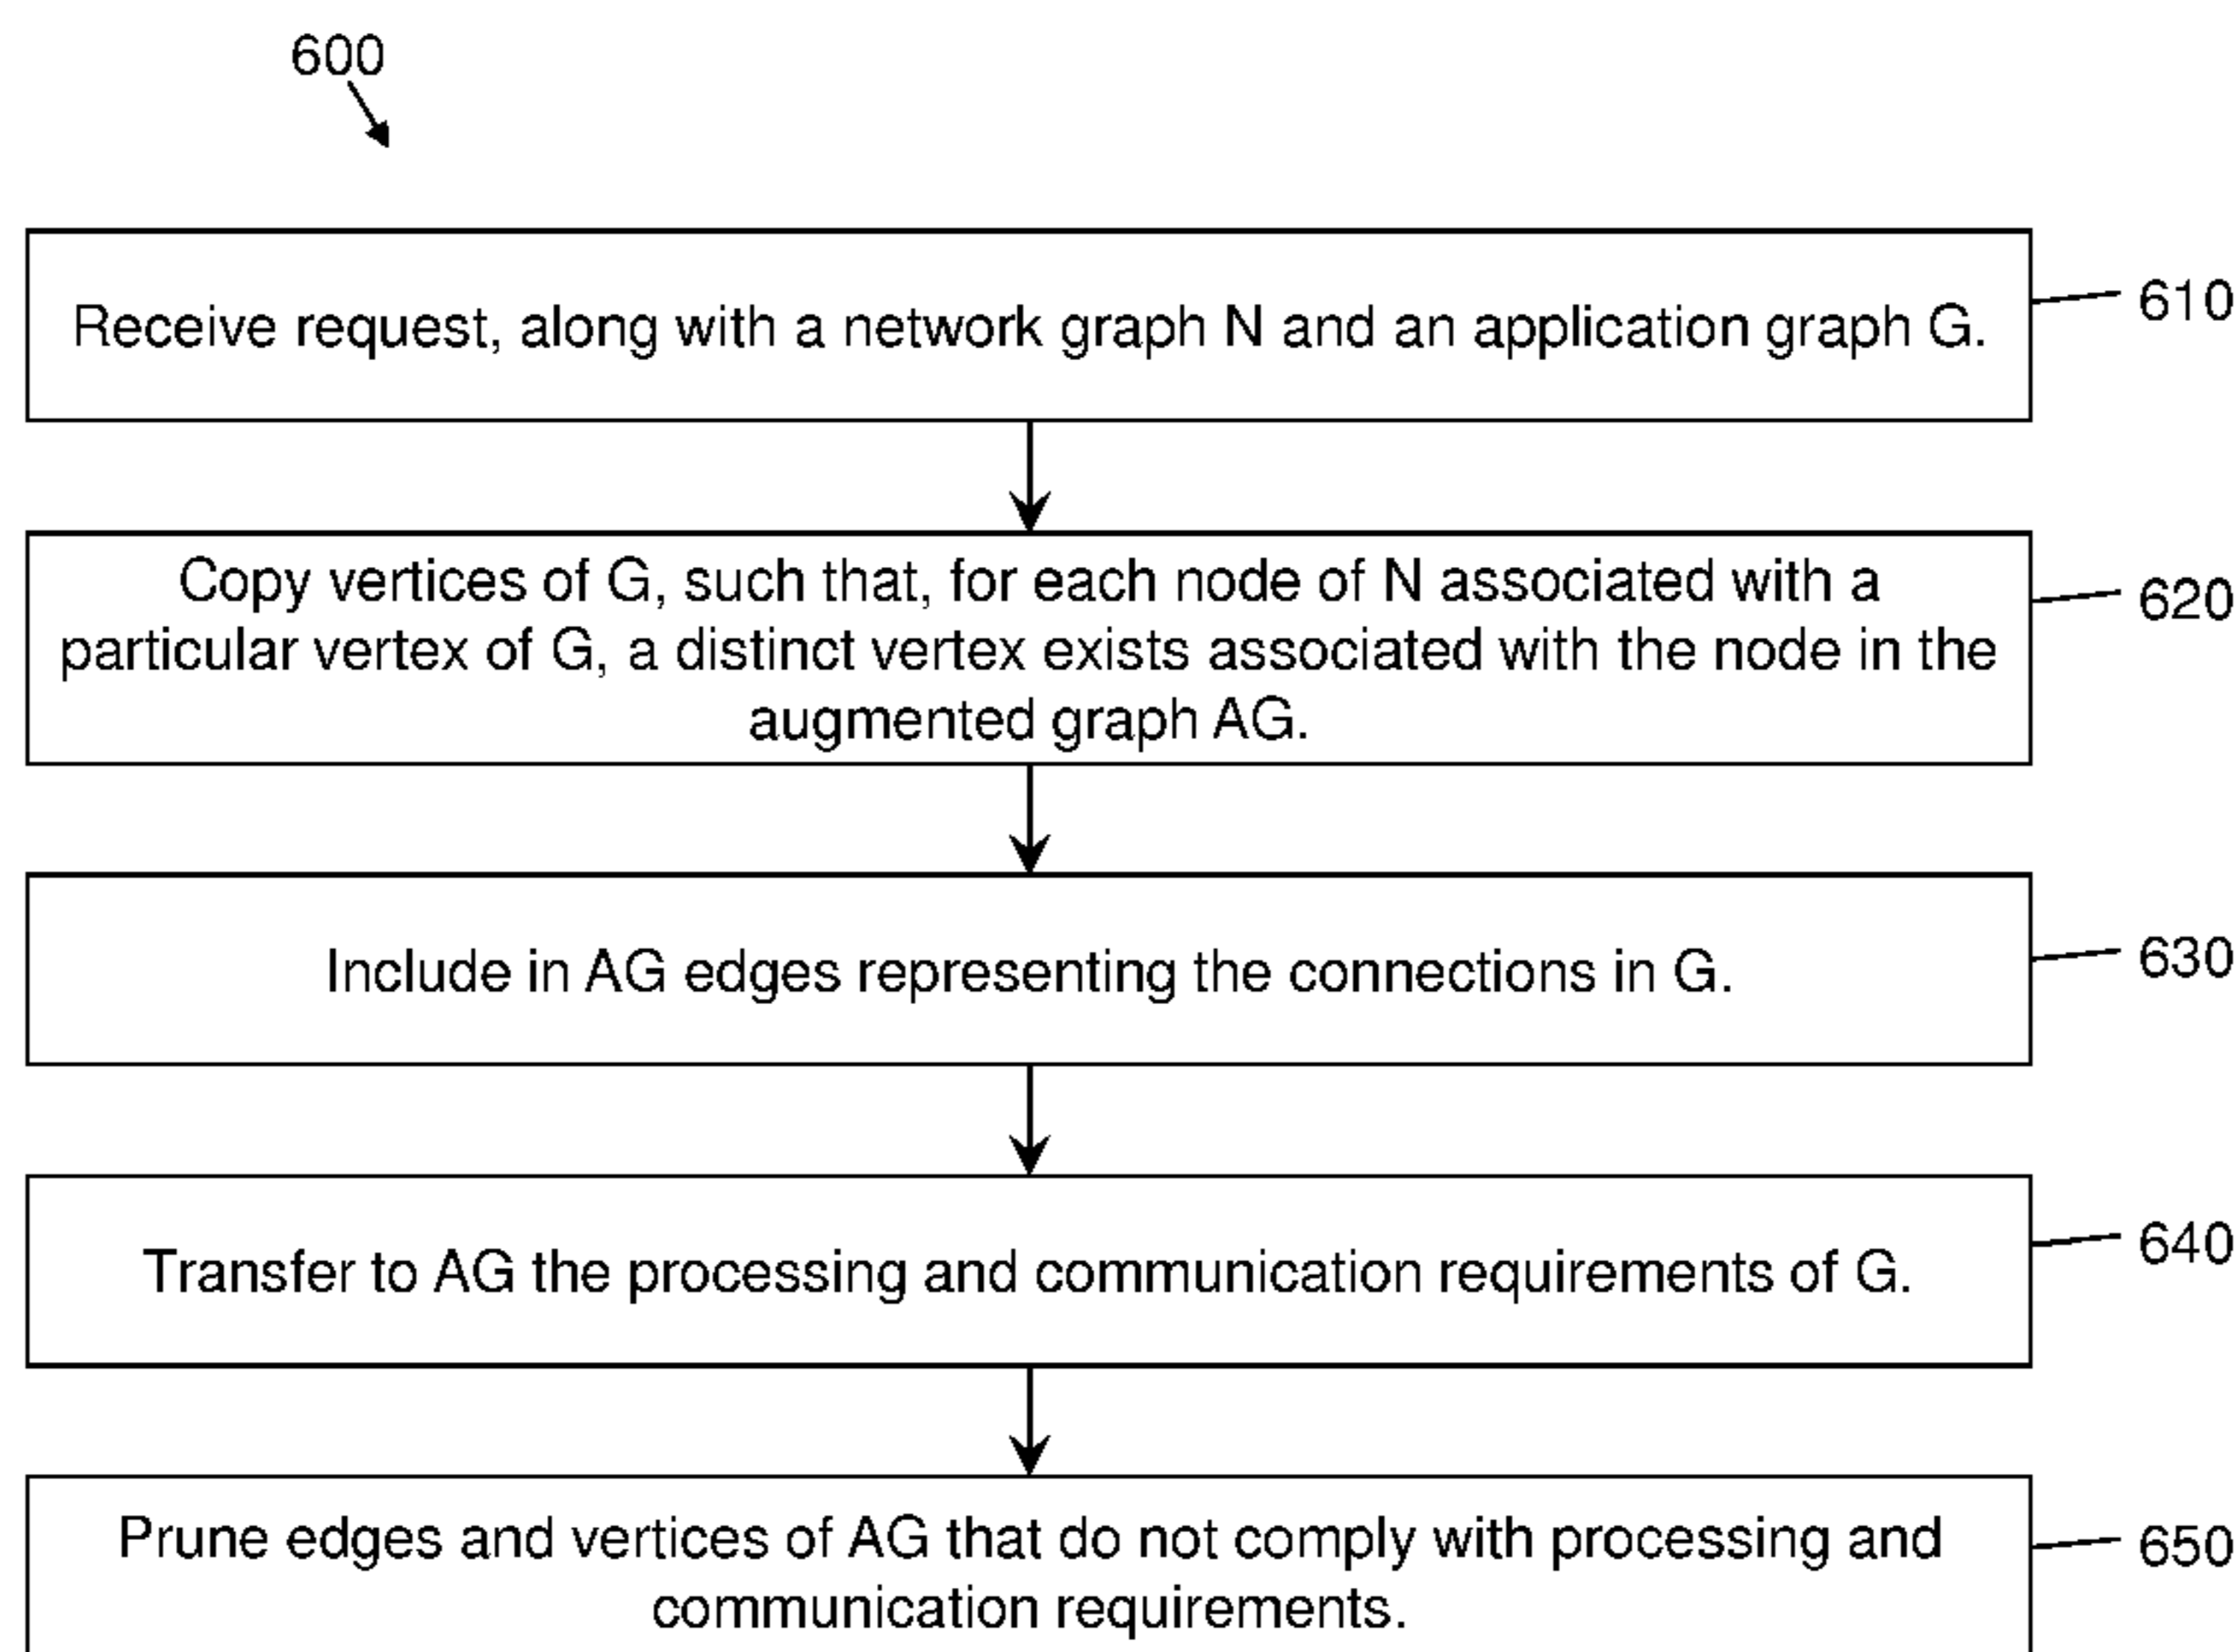 600
Receive request, along with a network graph N and an application graph G.
610
Copy vertices of G, such that, for each node of N associated with a
particular vertex of G, a distinct vertex exists associated with the node in the
augmented graph AG.
620
Include in AG edges representing the connections in G.
630
Transfer to AG the processing and communication requirements of G.
640
Prune edges and vertices of AG that do not comply with processing and
communication requirements.
650